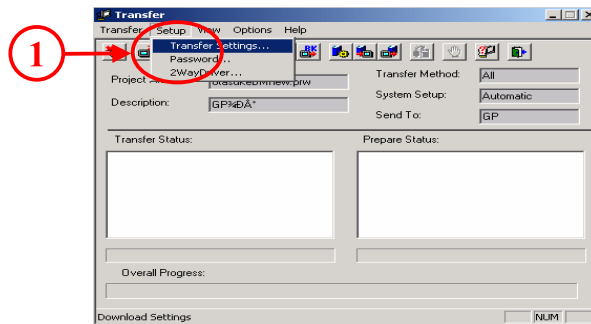 Transfer
Transfer Setup View Options Help
1
Transfer Settings...
Password...
2WayDriver...
Project
Transfer Method: All
System Setup: Automatic
Description: GP¾ÐÅ°
Send To: GP
Transfer Status:
Prepare Status:
Overall Progress:
Download Settings
NUM